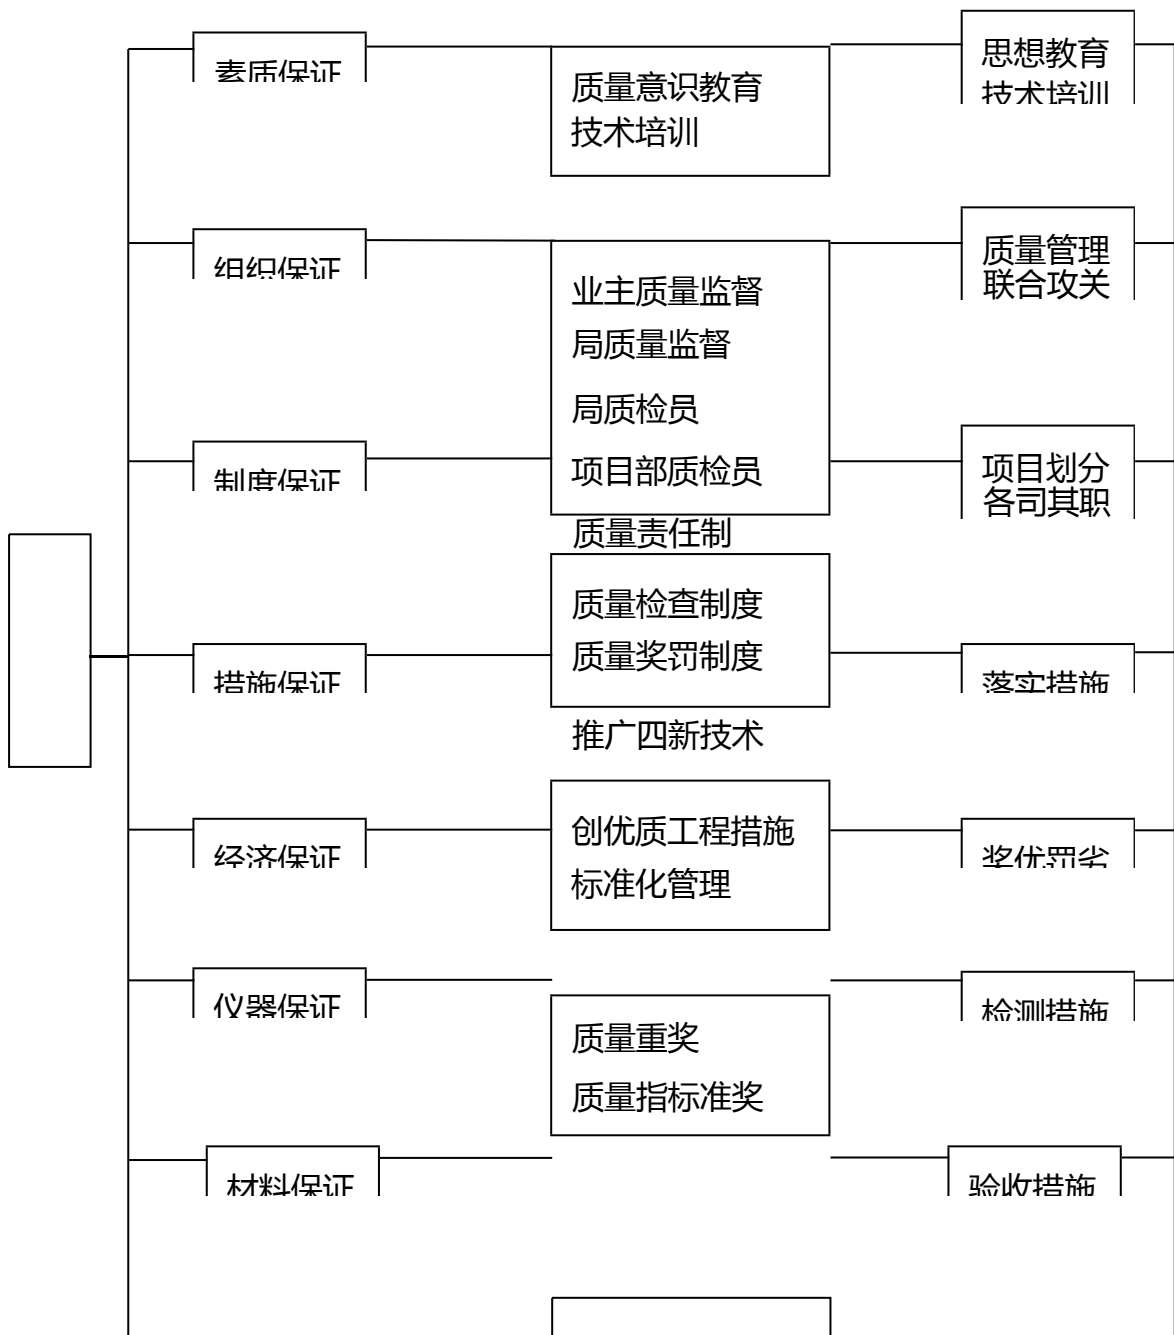 素质保证
质量意识教育
技术培训
思想教育
技术培训
组织保证
业主质量监督
局质量监督
局质检员
项目部质检员
质量管理
联合攻关
制度保证
项目划分
各司其职
质量责任制
质量检查制度
质量奖罚制度
措施保证
落实措施
推广四新技术
经济保证
创优质工程措施
标准化管理
奖优罚劣
仪器保证
检测措施
质量重奖
质量指标准奖
材料保证
验收措施